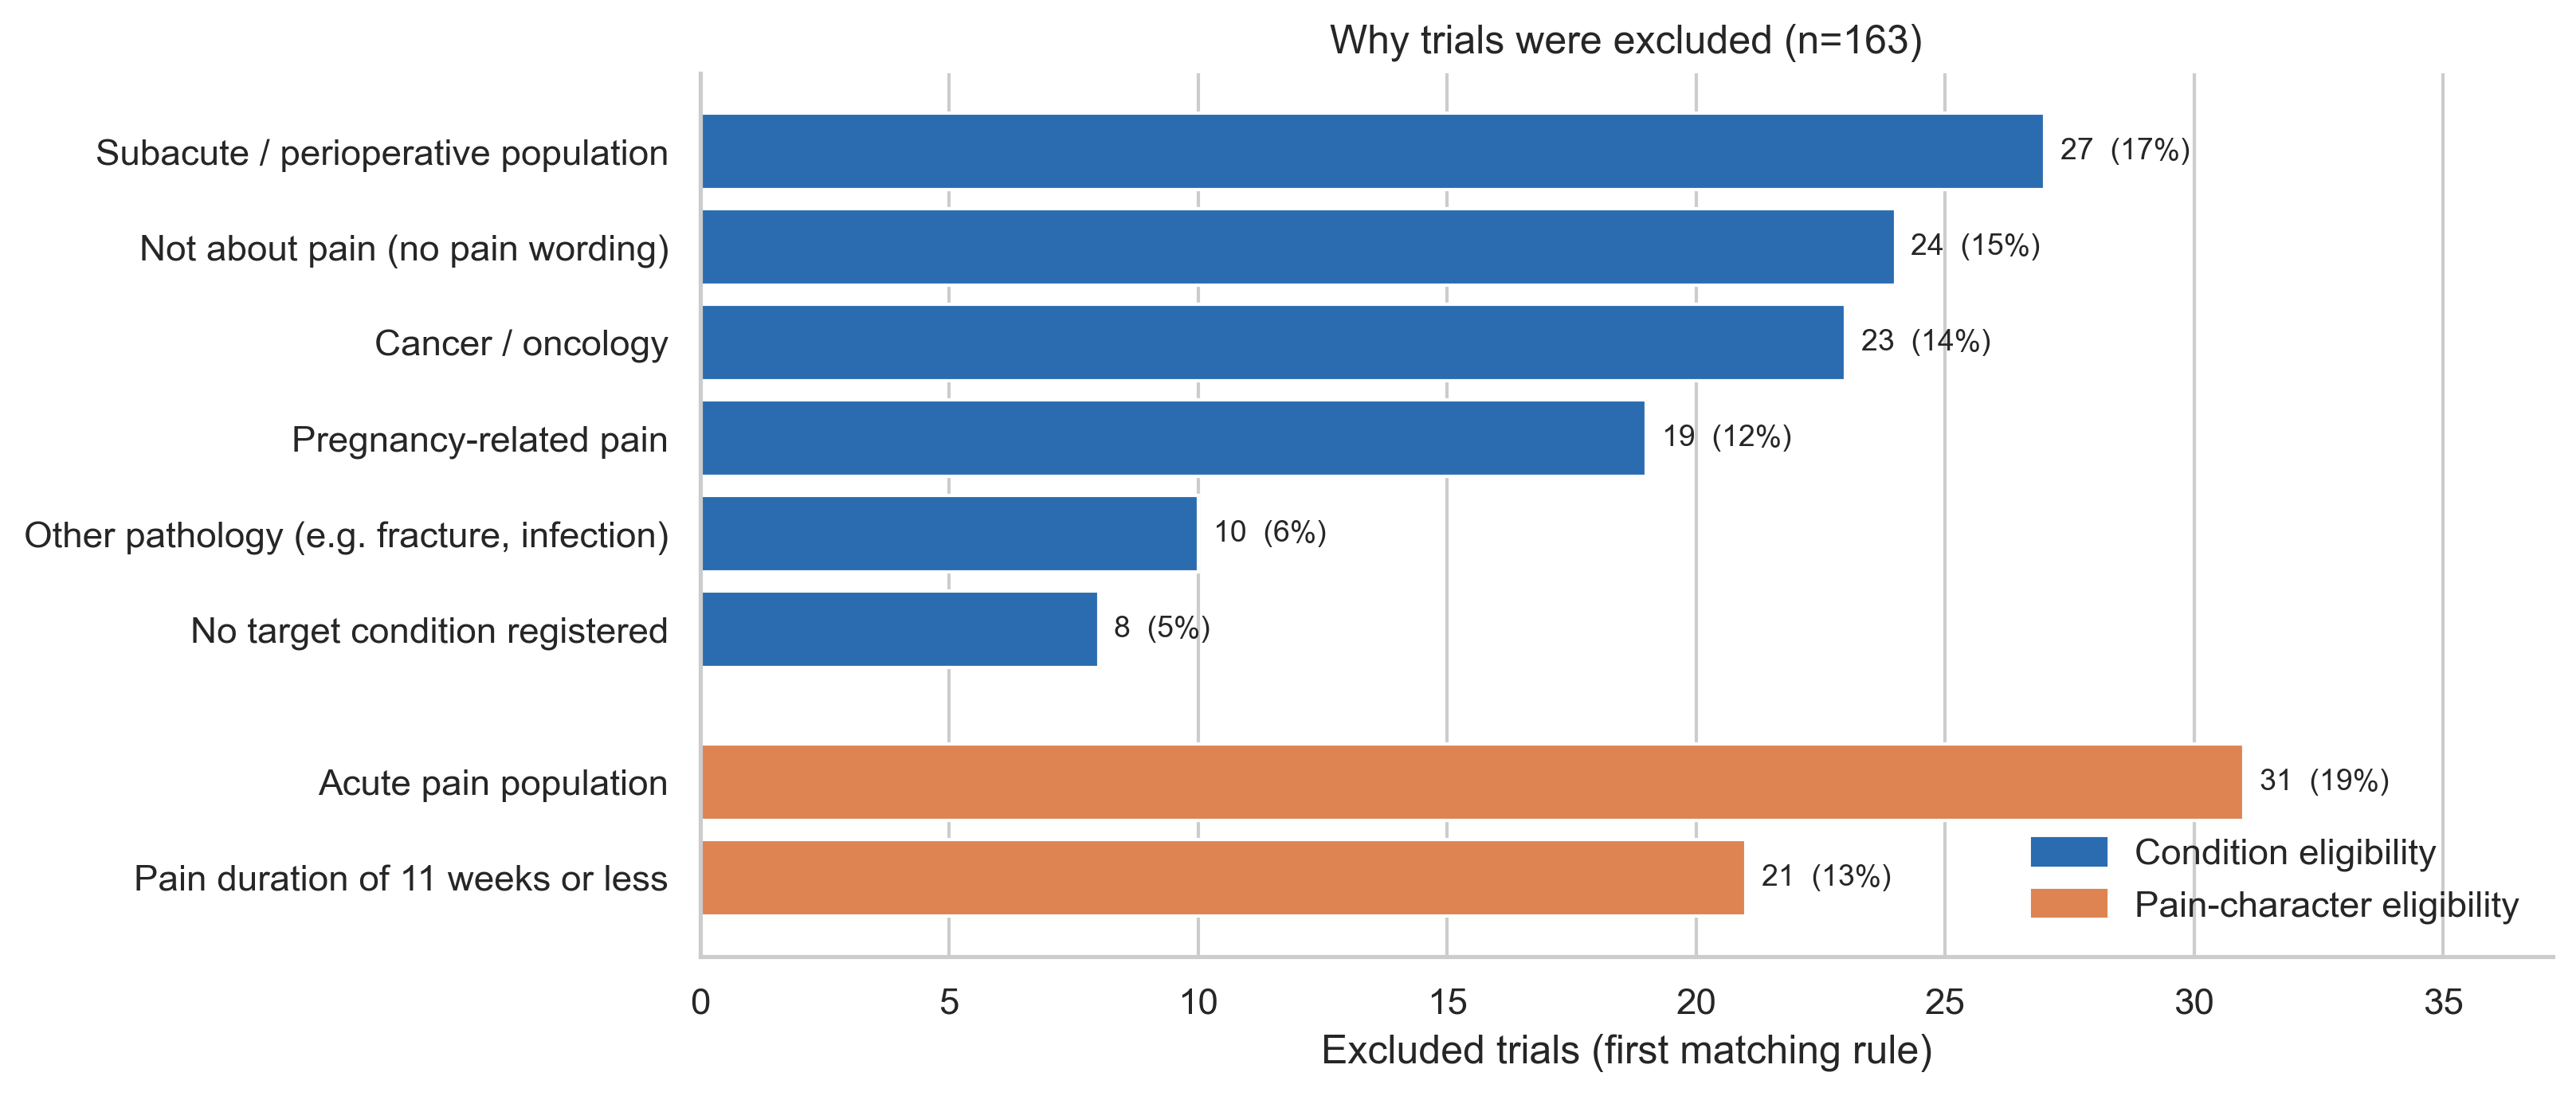 Why trials were excluded (n=163)
Subacute / perioperative population
27 (17%)
Not about pain (no pain wording)
24 (15%)
Cancer / oncology
23 (14%)
Pregnancy-related pain
19 (12%)
Other pathology (e.g. fracture, infection)
10 (6%)
No target condition registered
8 (5%)
Acute pain population
31 (19%)
Pain duration of 11 weeks or less
21 (13%)
Condition eligibility
Pain-character eligibility
0 5 10 15 20 25 30 35
Excluded trials (first matching rule)